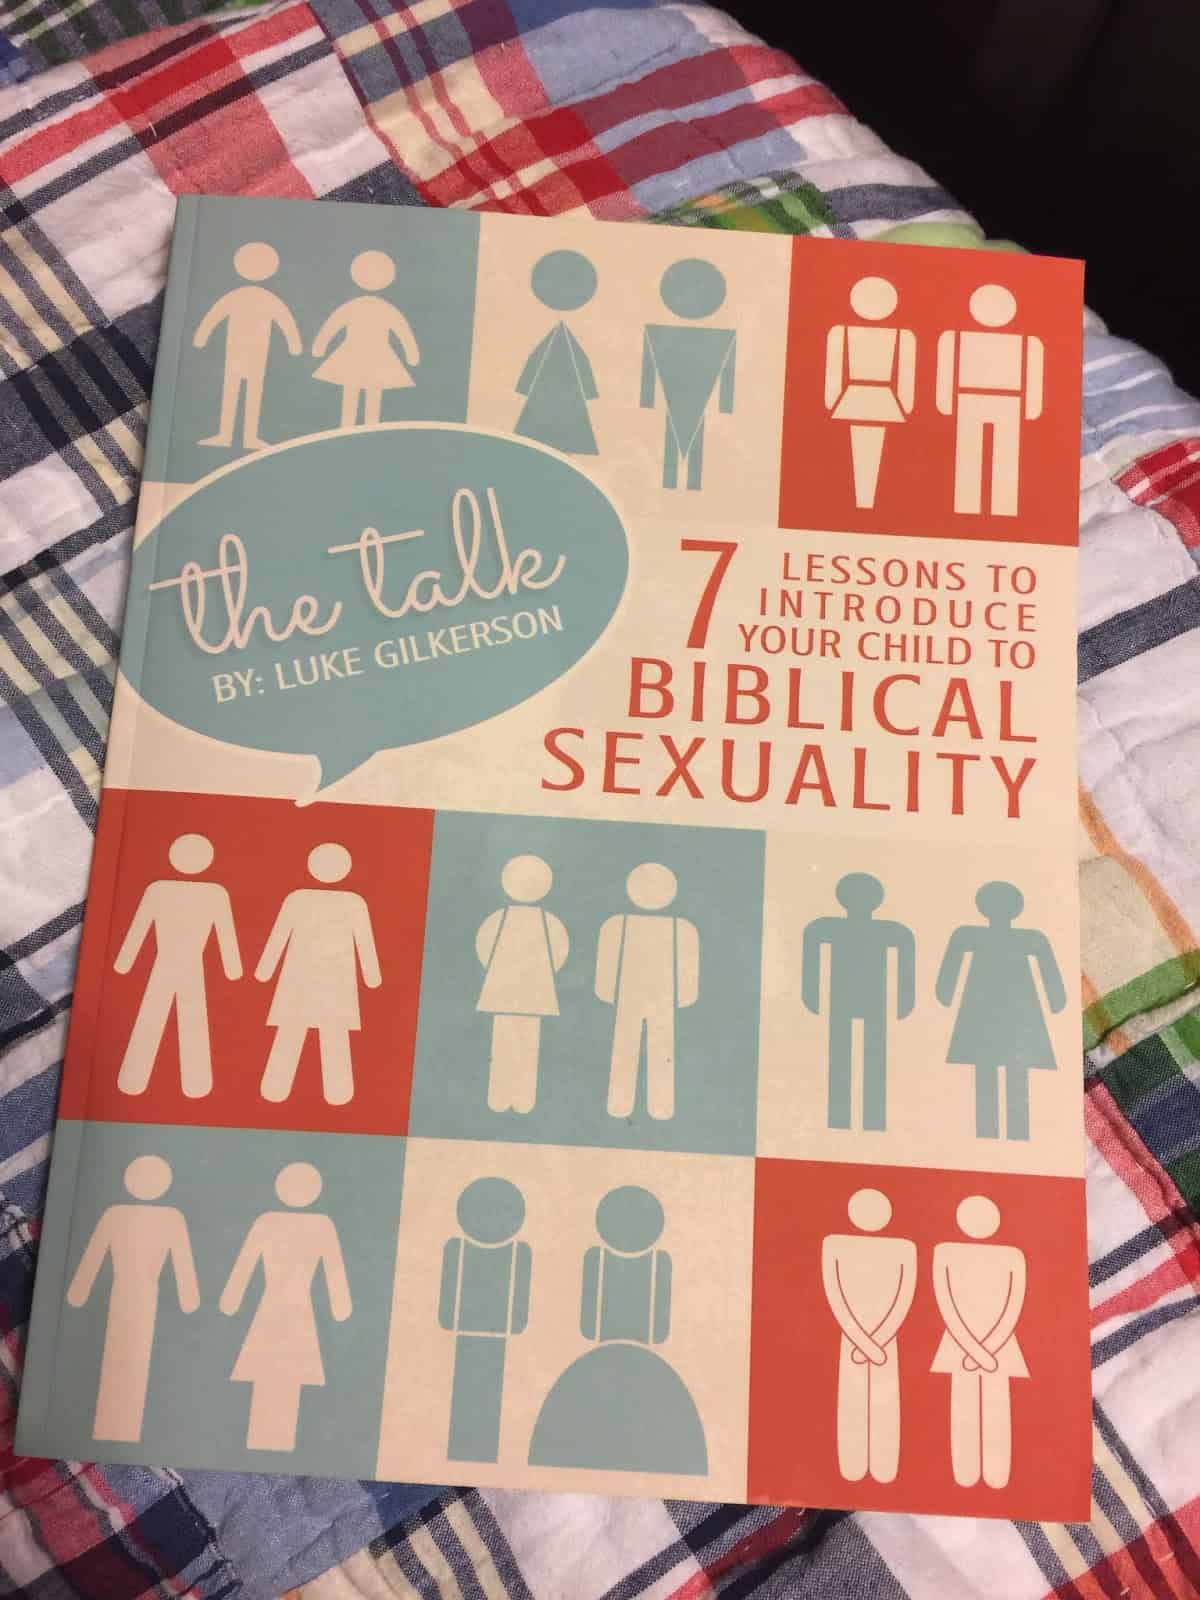 the talk
BY: LUKE GILKERSON
7 LESSONS TO
INTRODUCE
YOUR CHILD TO
BIBLICAL
SEXUALITY